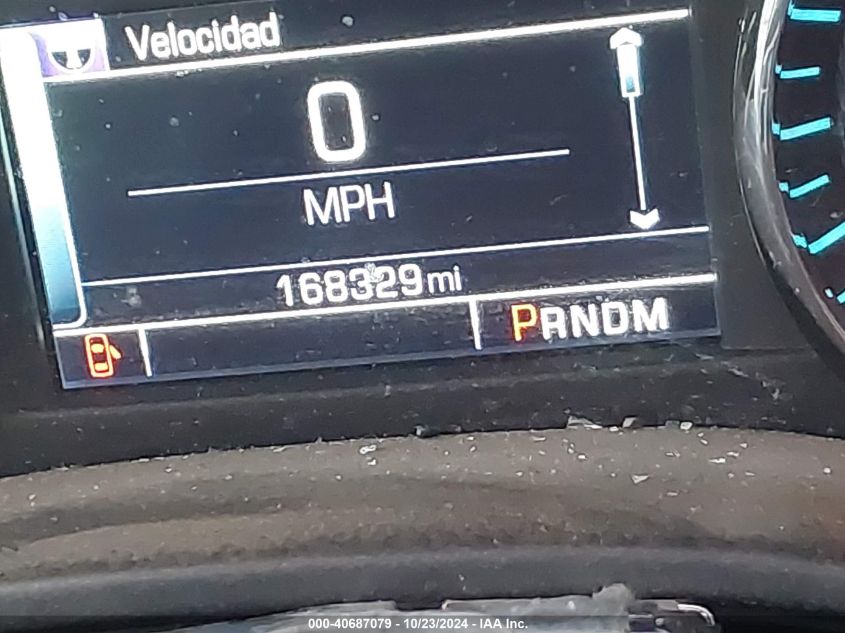 Velocidad
0
MPH
168329 mi
PRNDM
000-40687079 - 10/23/2024 - IAA Inc.